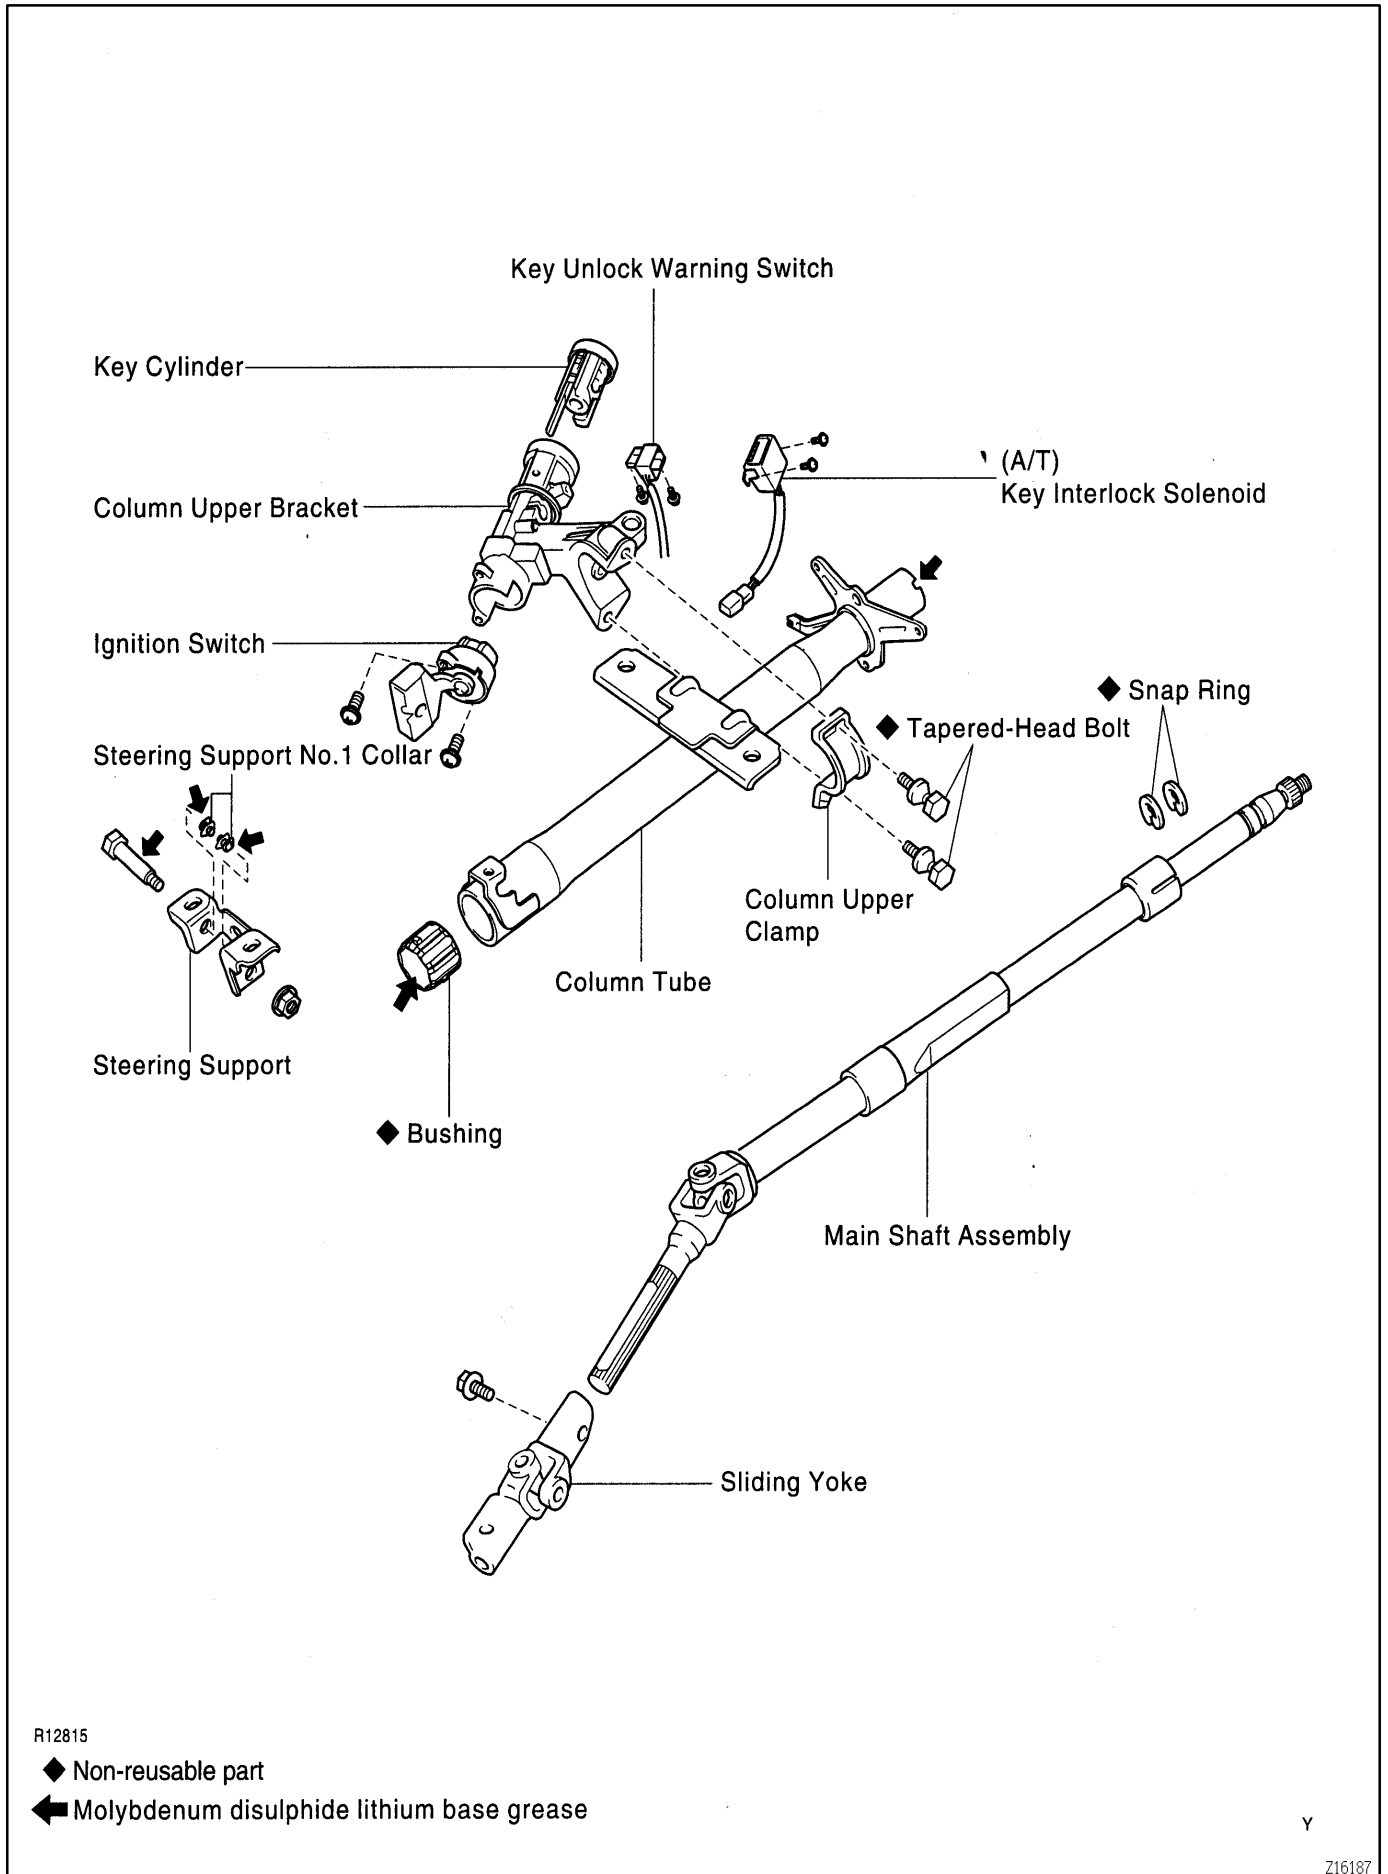 Key Unlock Warning Switch
Key Cylinder
(A/T)
Key Interlock Solenoid
Column Upper Bracket
Ignition Switch
◆ Snap Ring
◆ Tapered-Head Bolt
Steering Support No.1 Collar
Column Upper
Clamp
Column Tube
Steering Support
◆ Bushing
Main Shaft Assembly
Sliding Yoke
R12815
◆ Non-reusable part
Molybdenum disulphide lithium base grease
Y
Z16187